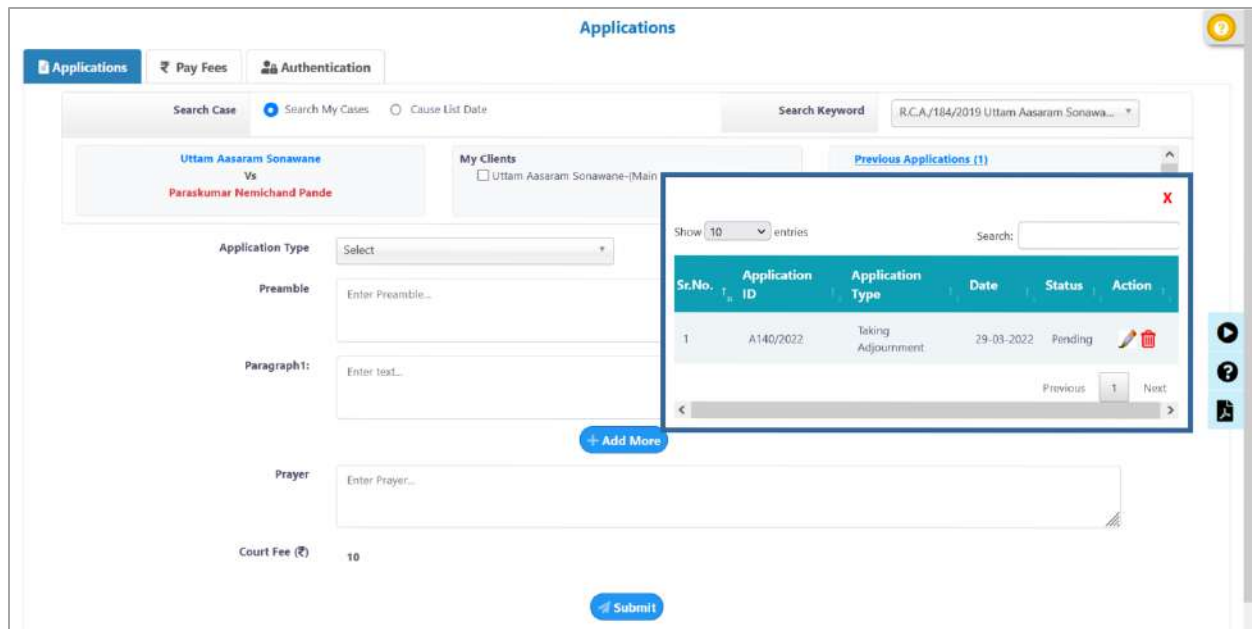 Applications
Applications ₹ Pay Fees Authentication
Search Case Search My Cases Cause List Date Search Keyword R.C.A./184/2019 Uttam Aasaram Sonawa...
Uttam Aasaram Sonawane
Vs
Paraskumar Nemichand Pande
My Clients
Uttam Aasaram Sonawane-(Main
Previous Applications (1)
X
Show 10 entries Search:
Sr.No. Application ID Application Type Date Status Action
1 A140/2022 Taking Adjournment 29-03-2022 Pending
Previous 1 Next
Application Type Select
Preamble Enter Preamble...
Paragraph1: Enter text...
+ Add More
Prayer Enter Prayer...
Court Fee (₹) 10
Submit